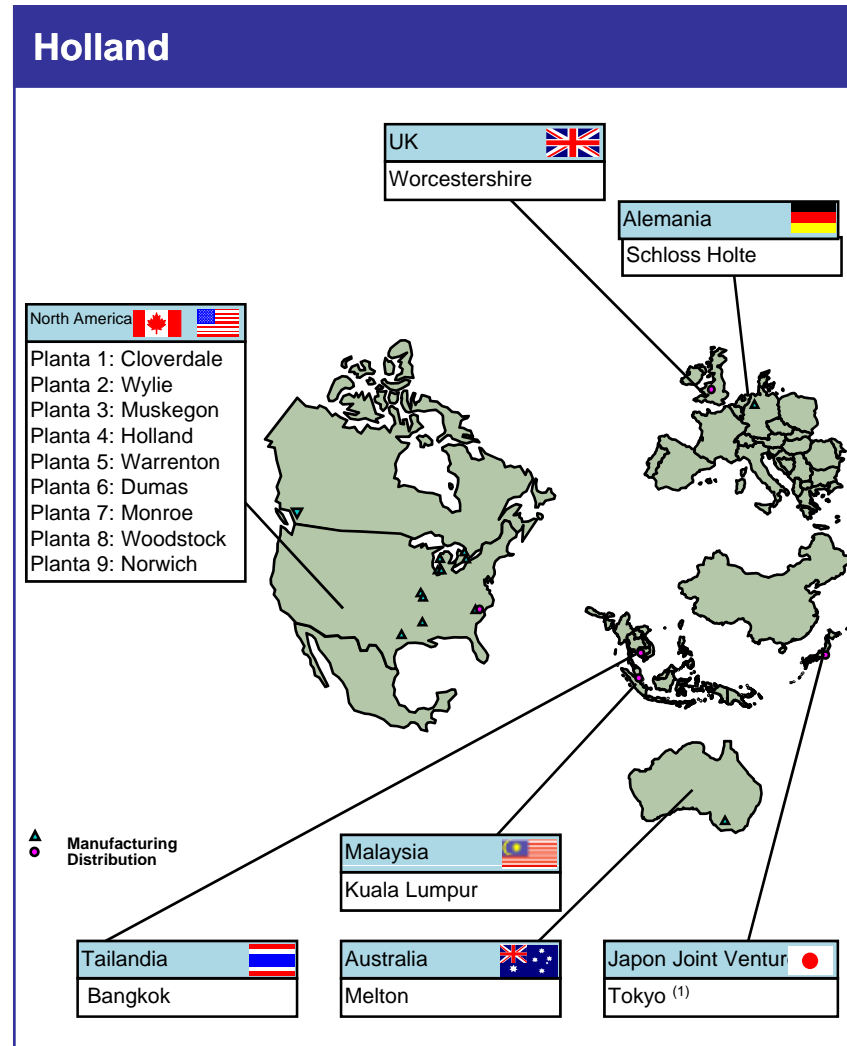 Holland
UK
Worcestershire
Alemania
Schloss Holte
North America
Planta 1: Cloverdale
Planta 2: Wylie
Planta 3: Muskegon
Planta 4: Holland
Planta 5: Warrenton
Planta 6: Dumas
Planta 7: Monroe
Planta 8: Woodstock
Planta 9: Norwich
Manufacturing
Distribution
Malaysia
Kuala Lumpur
Tailandia
Bangkok
Australia
Melton
Japon Joint Ventur
Tokyo (1)